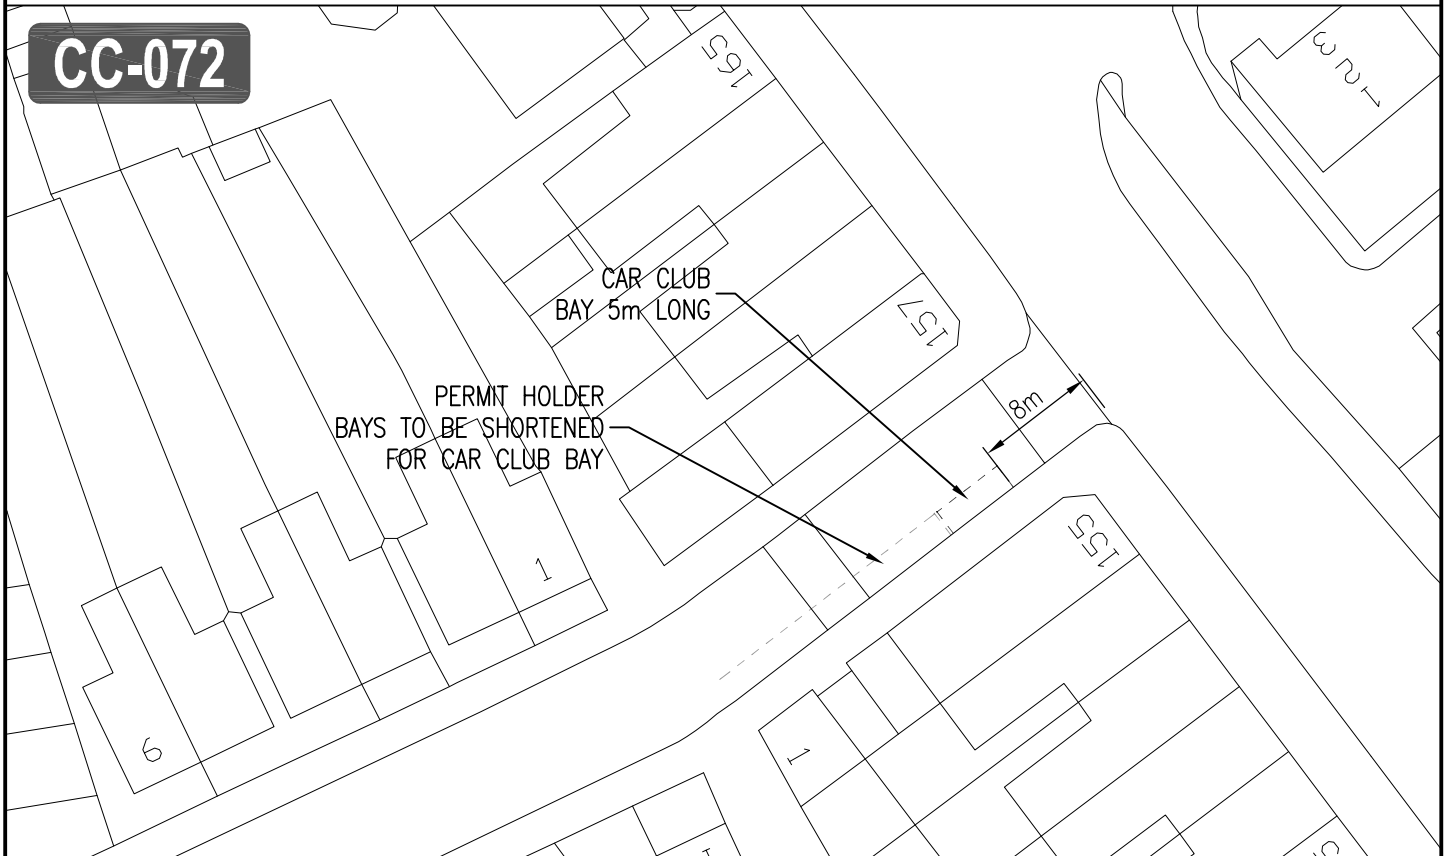 CC-072
165
123
CAR CLUB
BAY 5m LONG
157
PERMIT HOLDER
BAYS TO BE SHORTENED
FOR CAR CLUB BAY
8m
155
1
6
1